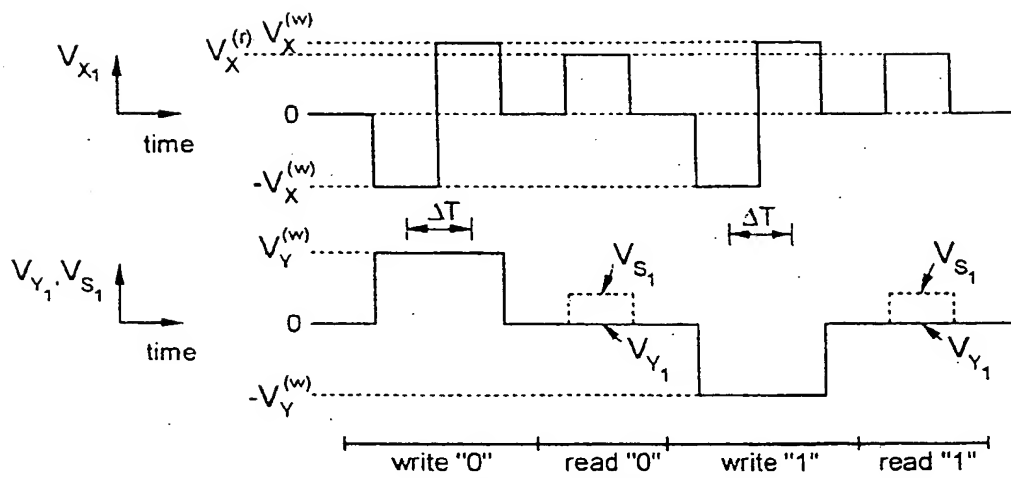 V_X^(w)
V_X^(r)
V_X1
0
time
-V_X^(w)
ΔT ΔT
V_Y^(w)
V_Y1, V_S1
V_S1 V_S1
0
time
V_Y1 V_Y1
-V_Y^(w)
write "0" read "0" write "1" read "1"